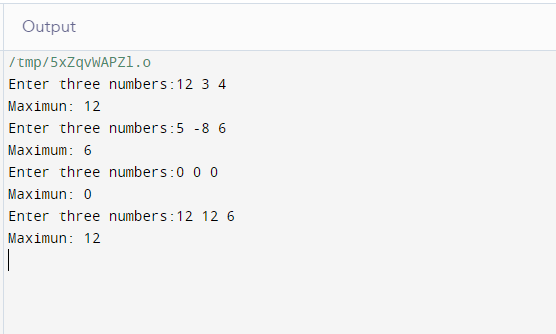 Output
/tmp/5xZqvWAPZl.o
Enter three numbers:12 3 4
Maximun: 12
Enter three numbers:5 -8 6
Maximum: 6
Enter three numbers:0 0 0
Maximun: 0
Enter three numbers:12 12 6
Maximun: 12